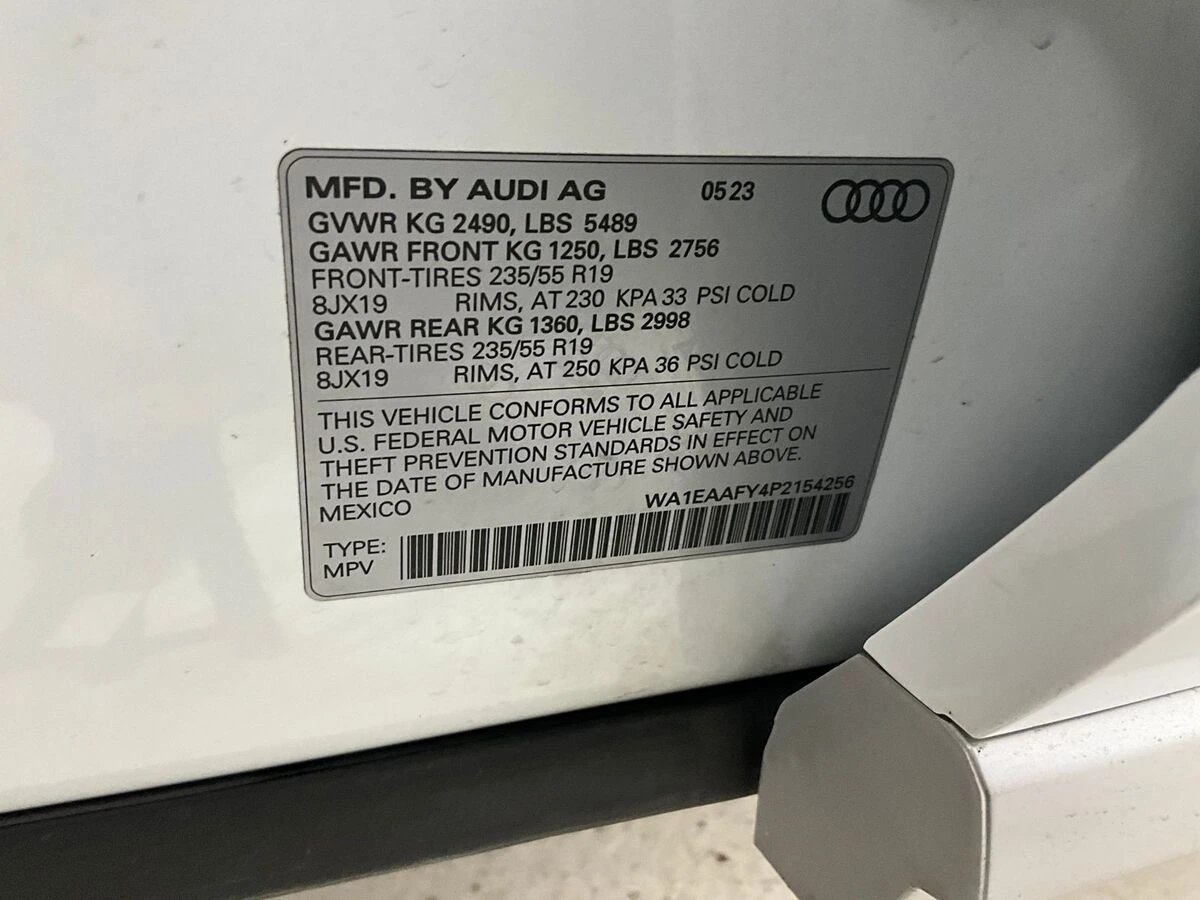 MFD. BY AUDI AG 0523
GVWR KG 2490, LBS 5489
GAWR FRONT KG 1250, LBS 2756
FRONT-TIRES 235/55 R19
8JX19 RIMS, AT 230 KPA 33 PSI COLD
GAWR REAR KG 1360, LBS 2998
REAR-TIRES 235/55 R19
8JX19 RIMS, AT 250 KPA 36 PSI COLD
THIS VEHICLE CONFORMS TO ALL APPLICABLE
U.S. FEDERAL MOTOR VEHICLE SAFETY AND
THEFT PREVENTION STANDARDS IN EFFECT ON
THE DATE OF MANUFACTURE SHOWN ABOVE.
MEXICO WA1EAAFY4P2154256
TYPE:
MPV